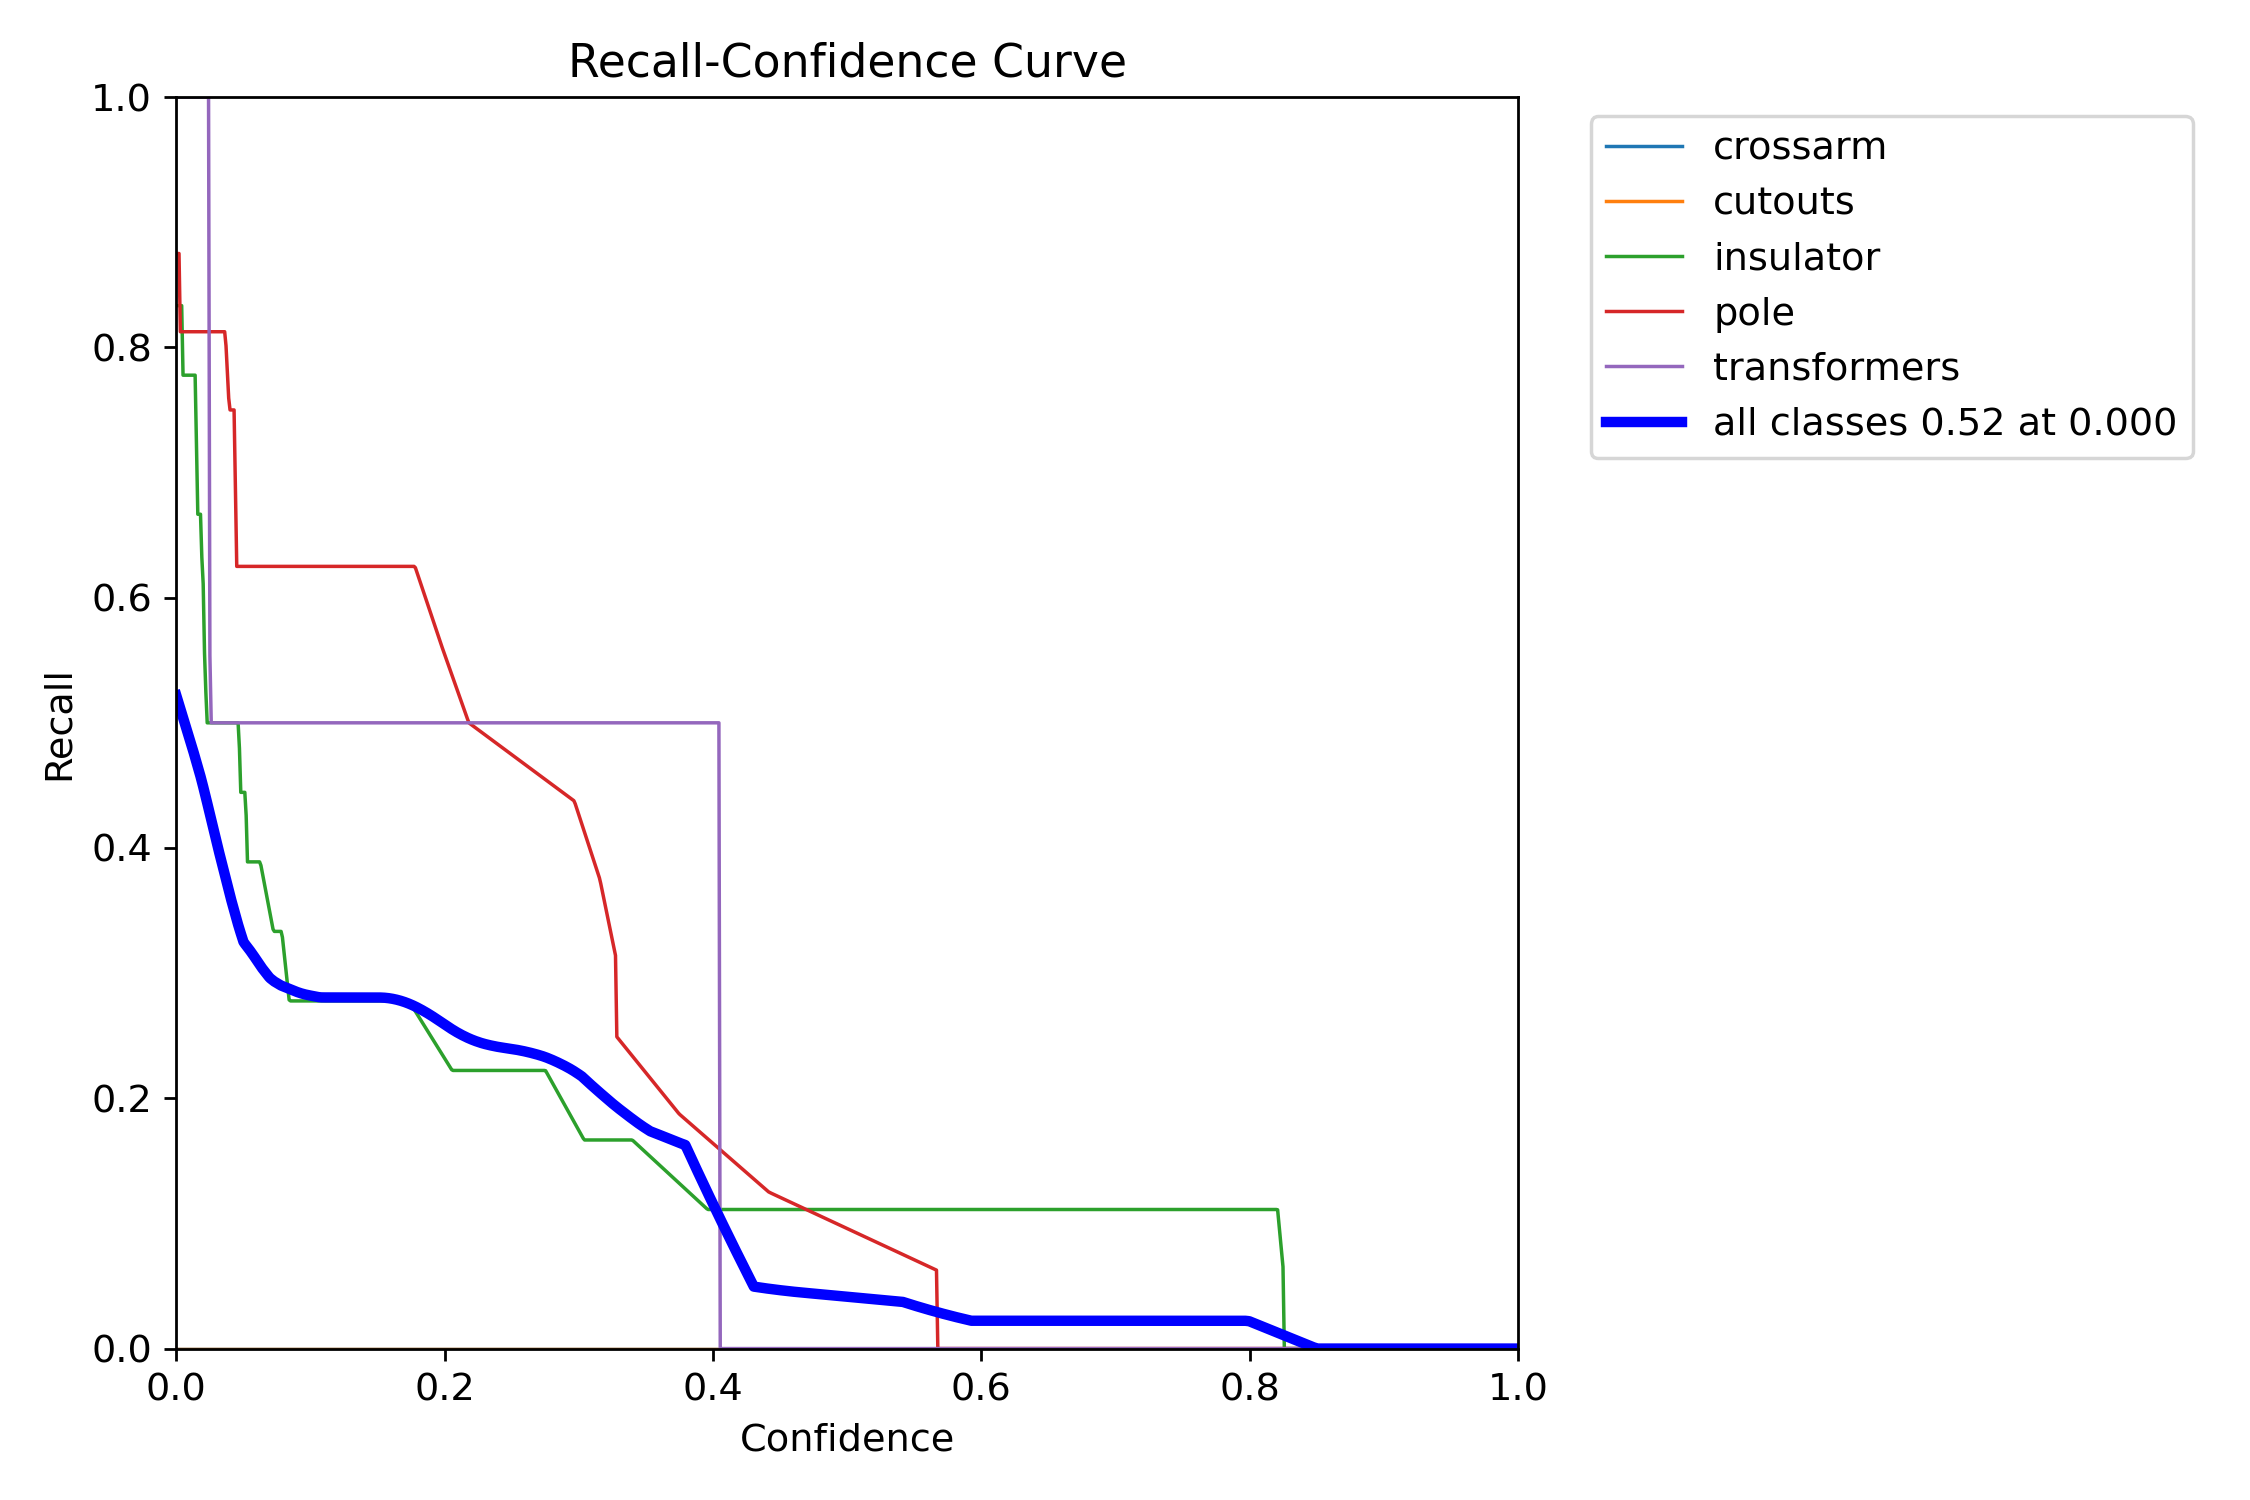 Recall-Confidence Curve
1.0
0.8
0.6
0.4
0.2
0.0
Recall
0.0 0.2 0.4 0.6 0.8 1.0
Confidence
crossarm
cutouts
insulator
pole
transformers
all classes 0.52 at 0.000